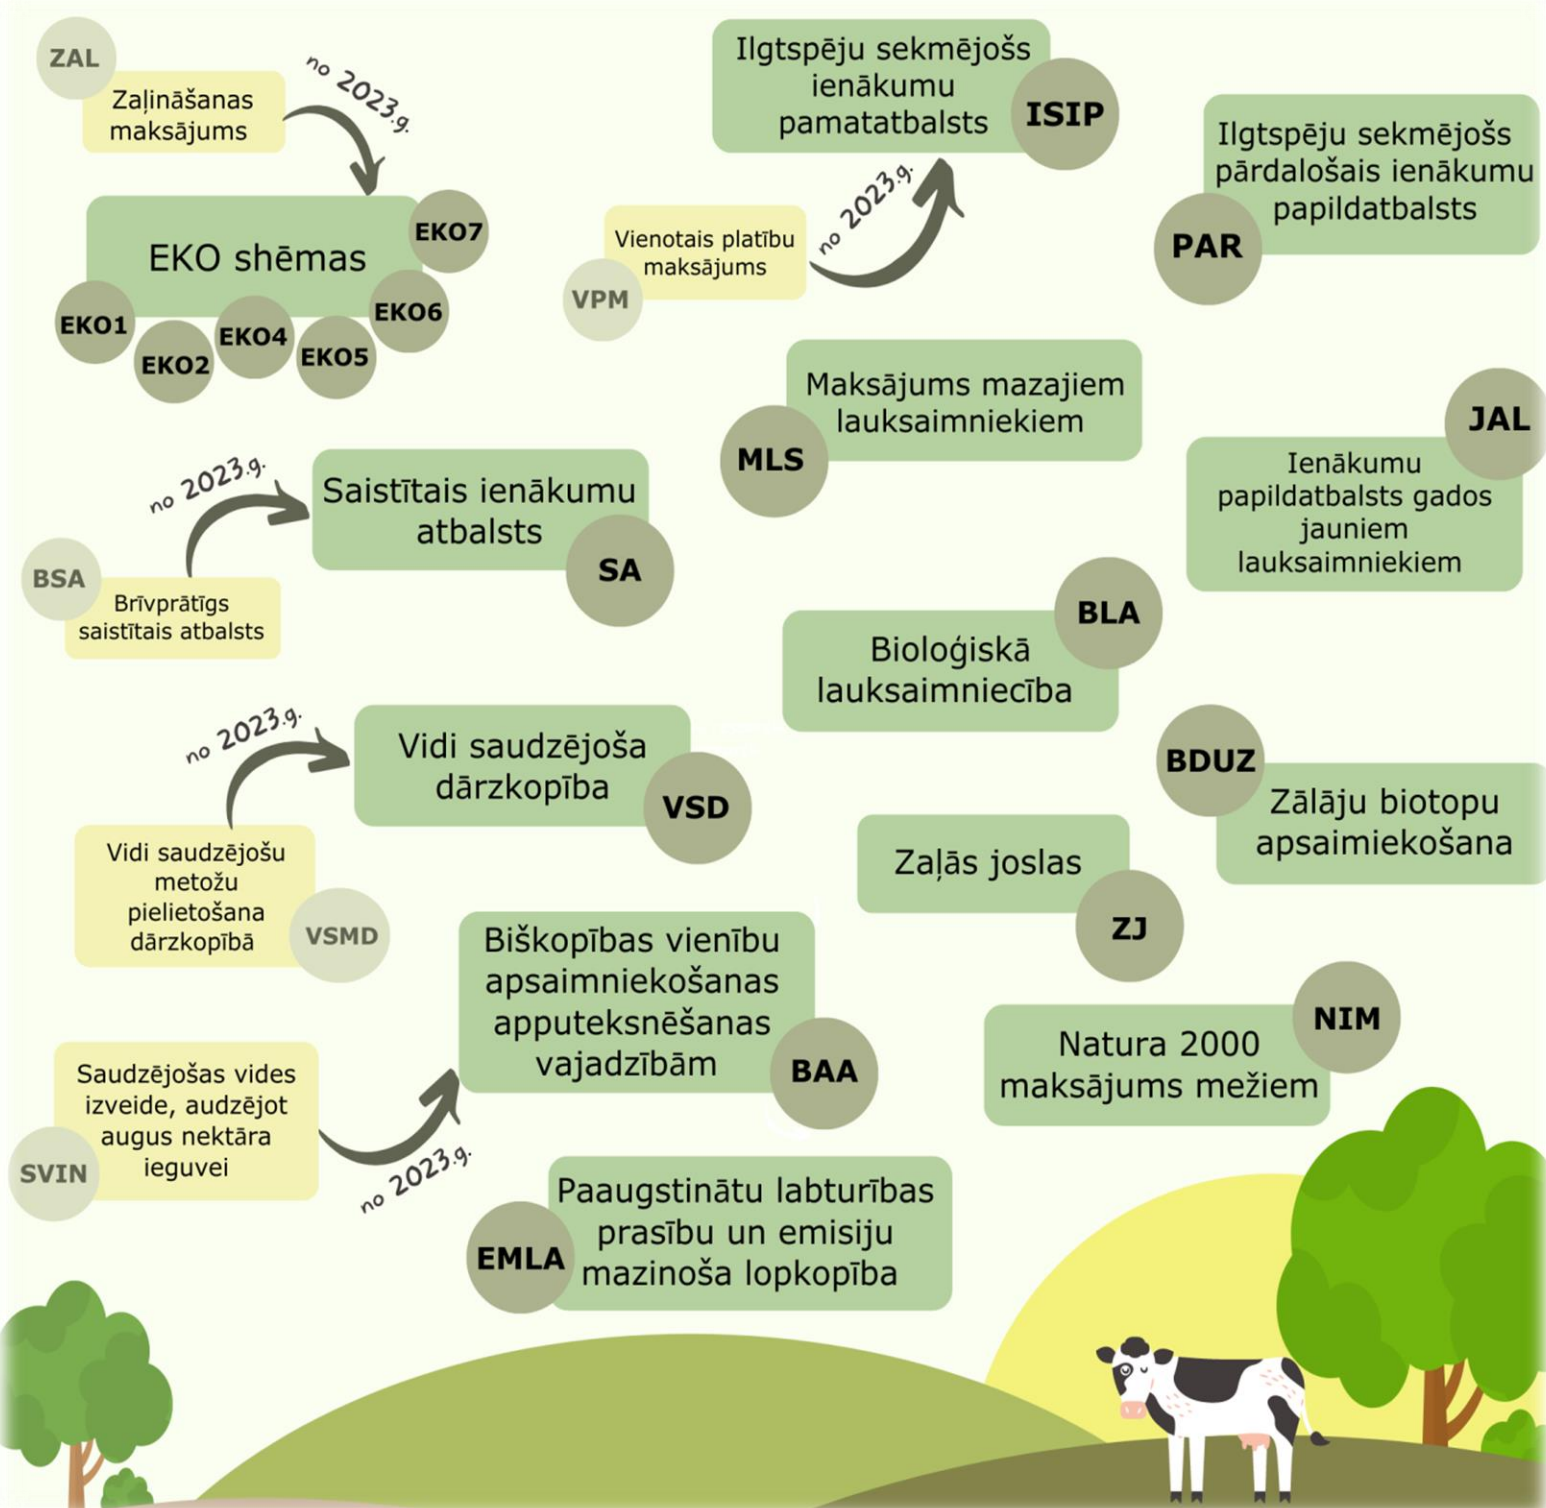 ZAL
Zaļināšanas
maksājums
no 2023.g.
EKO shēmas
EKO7
EKO6
EKO1
EKO2
EKO4
EKO5
Ilgtspēju sekmējošs
ienākumu
pamatatbalsts
ISIP
no 2023.g.
Vienotais platību
maksājums
VPM
Ilgtspēju sekmējošs
pārdalošais ienākumu
papildatbalsts
PAR
Maksājums mazajiem
lauksaimniekiem
MLS
JAL
Ienākumu
papildatbalsts gados
jauniem
lauksaimniekiem
no 2023.g.
Saistītais ienākumu
atbalsts
SA
BSA
Brīvprātīgs
saistītais atbalsts
BLA
Bioloģiskā
lauksaimniecība
no 2023.g.
Vidi saudzējoša
dārzkopība
VSD
BDUZ
Zālāju biotopu
apsaimiekošana
Vidi saudzējošu
metožu
pielietošana
dārzkopībā
VSMD
Zaļās joslas
ZJ
Biškopības vienību
apsaimniekošanas
apputeksnēšanas
vajadzībām
BAA
NIM
Natura 2000
maksājums mežiem
Saudzējošas vides
izveide, audzējot
augus nektāra
ieguvei
SVIN
no 2023.g.
Paaugstinātu labturības
prasību un emisiju
mazinoša lopkopība
EMLA